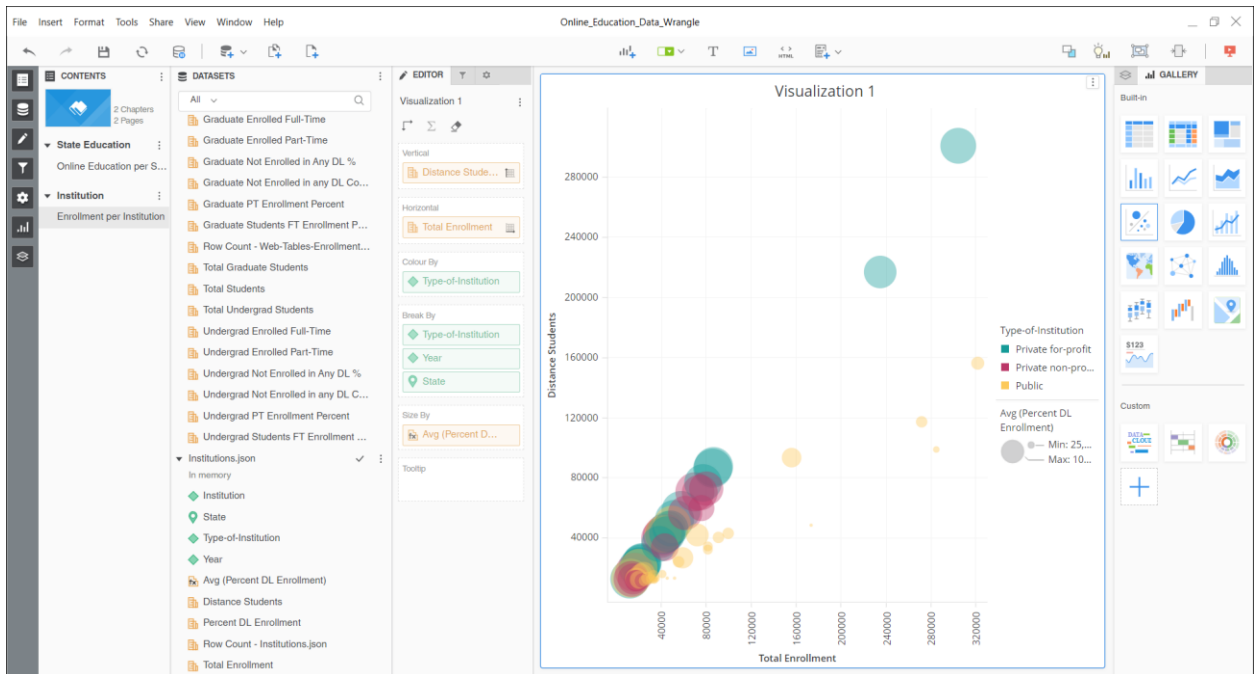 File Insert Format Tools Share View Window Help
Online_Education_Data_Wrangle
T
< >
HTML
CONTENTS
2 Chapters
2 Pages
State Education
Online Education per S...
Institution
Enrollment per Institution
DATASETS
All
Graduate Enrolled Full-Time
Graduate Enrolled Part-Time
Graduate Not Enrolled in Any DL %
Graduate Not Enrolled in any DL Co...
Graduate PT Enrollment Percent
Graduate Students FT Enrollment P...
Row Count - Web-Tables-Enrollment...
Total Graduate Students
Total Students
Total Undergrad Students
Undergrad Enrolled Full-Time
Undergrad Enrolled Part-Time
Undergrad Not Enrolled in Any DL %
Undergrad Not Enrolled in any DL C...
Undergrad PT Enrollment Percent
Undergrad Students FT Enrollment ...
Institutions.json
In memory
Institution
State
Type-of-Institution
Year
fx Avg (Percent DL Enrollment)
Distance Students
Percent DL Enrollment
Row Count - Institutions.json
Total Enrollment
EDITOR
Visualization 1
Σ
Vertical
Distance Stude...
Horizontal
Total Enrollment
Colour By
Type-of-Institution
Break By
Type-of-Institution
Year
State
Size By
fx Avg (Percent D...
Tooltip
Visualization 1
Distance Students
280000
240000
200000
160000
120000
80000
40000
40000
80000
120000
160000
200000
240000
280000
320000
Total Enrollment
Type-of-Institution
Private for-profit
Private non-pro...
Public
Avg (Percent DL
Enrollment)
Min: 25,...
Max: 10...
GALLERY
Built-in
$123
Custom
DATA
CLOUD